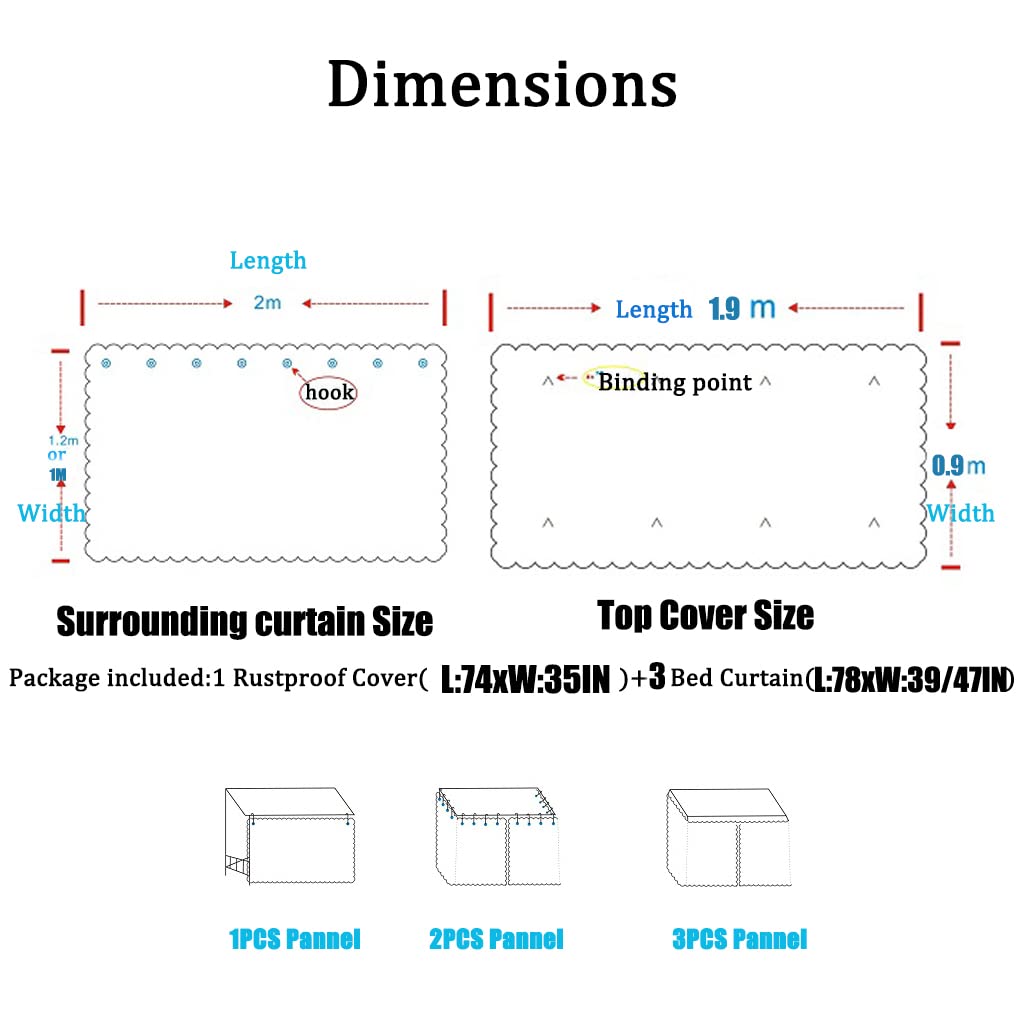 Dimensions
Length
2m
Length 1.9 m
hook
Binding point
1.2m
or
1M
Width
0.9m
Width
Surrounding curtain Size
Top Cover Size
Package included:1 Rustproof Cover( L:74xW:35IN )+3 Bed Curtain(L:78xW:39/47IN)
1PCS Pannel
2PCS Pannel
3PCS Pannel